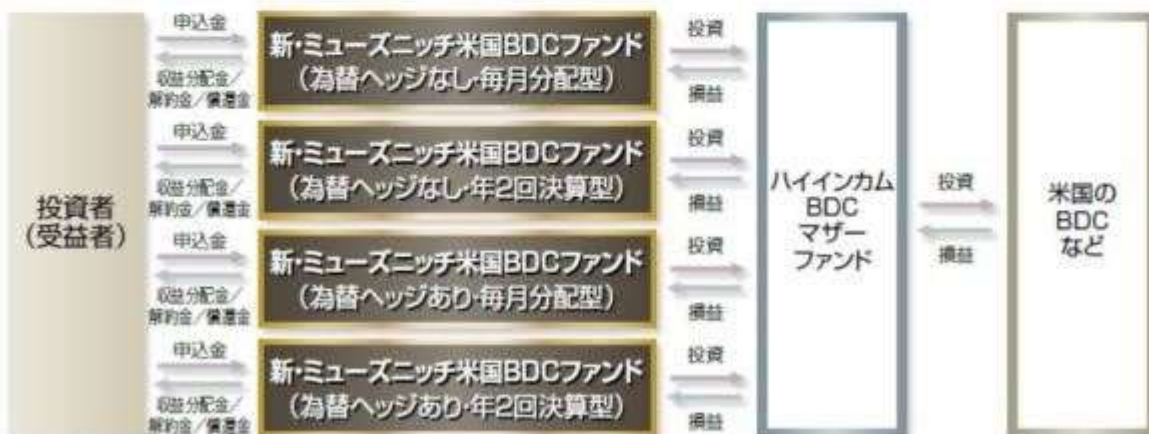 投資者
(受益者)
申込金
収益分配金/
解約金/償還金
新・ミューズニッチ米国BDCファンド
(為替ヘッジなし・毎月分配型)
投資
損益
申込金
収益分配金/
解約金/償還金
新・ミューズニッチ米国BDCファンド
(為替ヘッジなし・年2回決算型)
投資
損益
申込金
収益分配金/
解約金/償還金
新・ミューズニッチ米国BDCファンド
(為替ヘッジあり・毎月分配型)
投資
損益
申込金
収益分配金/
解約金/償還金
新・ミューズニッチ米国BDCファンド
(為替ヘッジあり・年2回決算型)
投資
損益
ハイインカム
BDC
マザー
ファンド
投資
損益
米国の
BDC
など